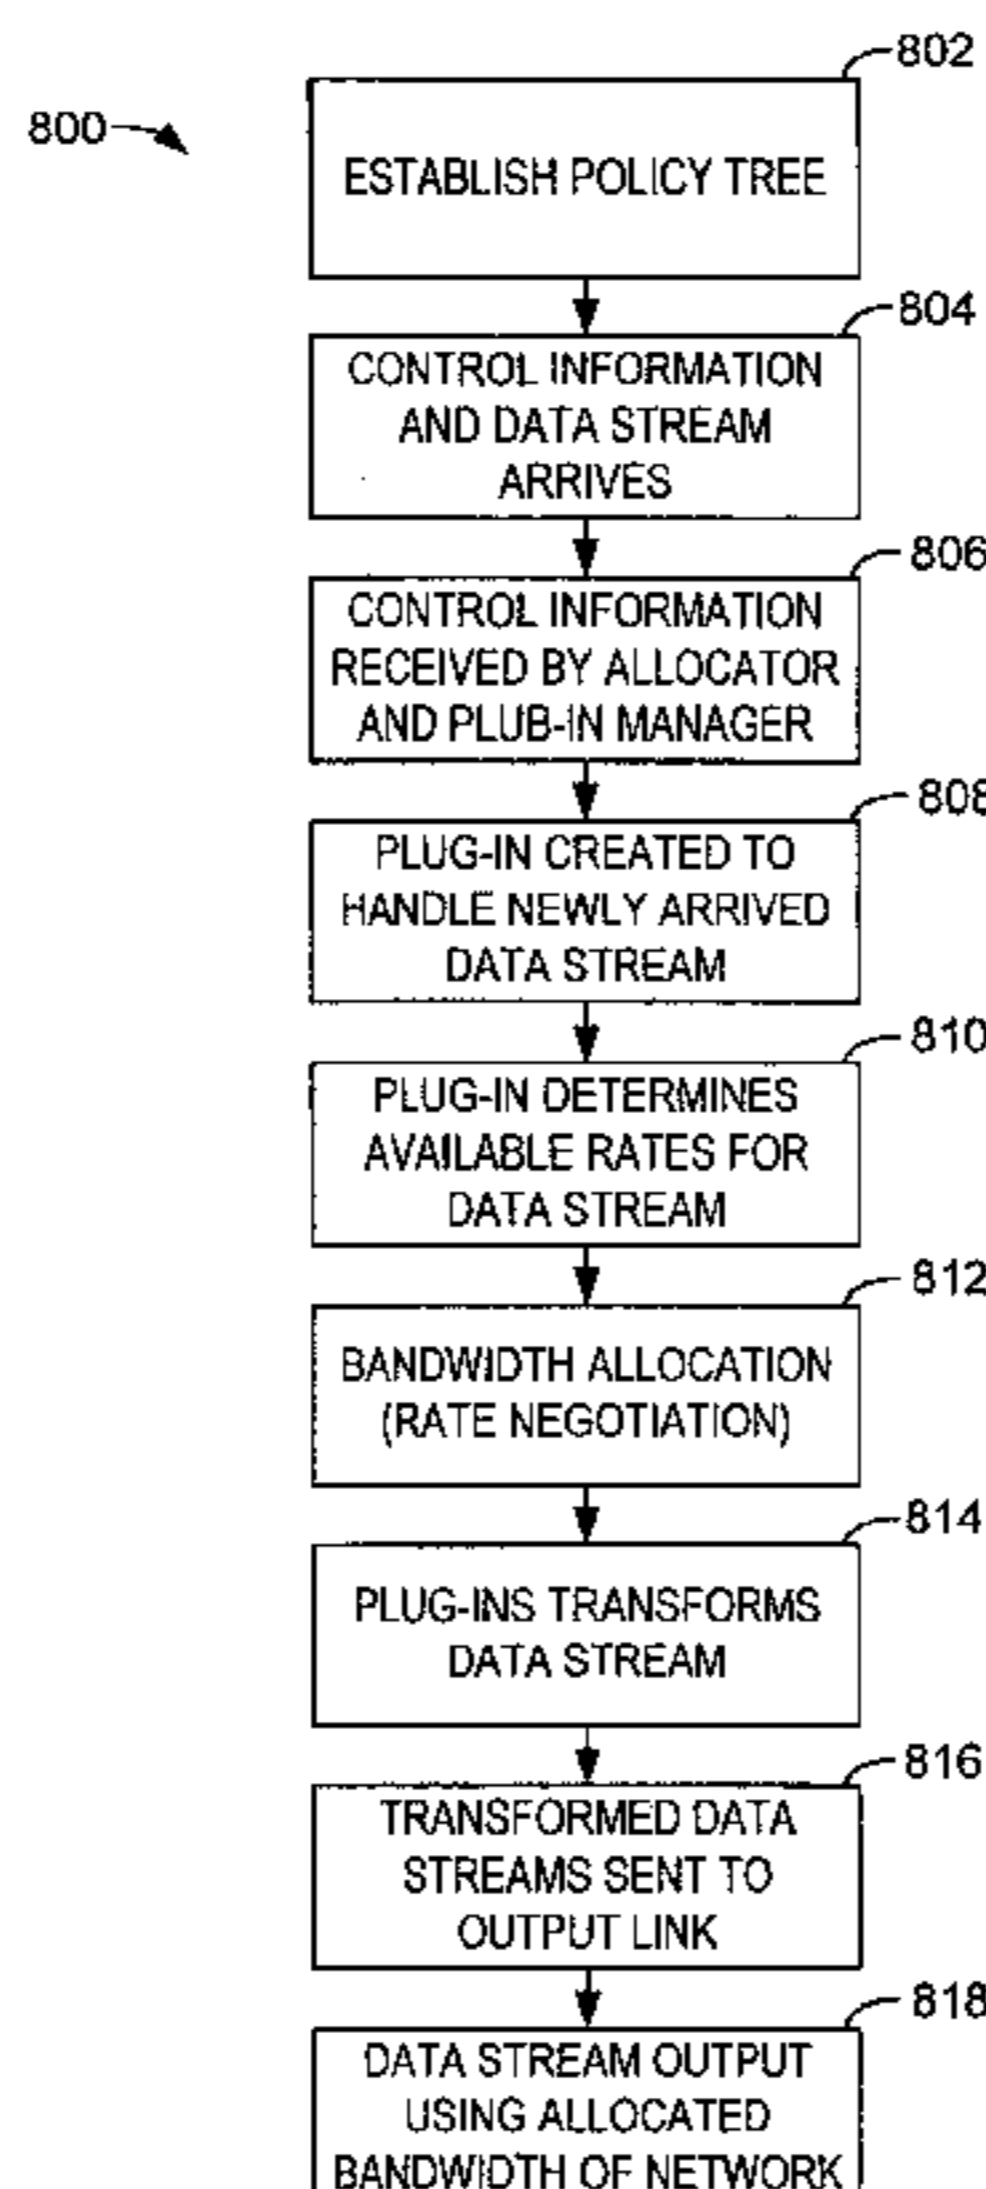 802
800
ESTABLISH POLICY TREE
804
CONTROL INFORMATION
AND DATA STREAM
ARRIVES
806
CONTROL INFORMATION
RECEIVED BY ALLOCATOR
AND PLUB-IN MANAGER
808
PLUG-IN CREATED TO
HANDLE NEWLY ARRIVED
DATA STREAM
810
PLUG-IN DETERMINES
AVAILABLE RATES FOR
DATA STREAM
812
BANDWIDTH ALLOCATION
(RATE NEGOTIATION)
814
PLUG-INS TRANSFORMS
DATA STREAM
816
TRANSFORMED DATA
STREAMS SENT TO
OUTPUT LINK
818
DATA STREAM OUTPUT
USING ALLOCATED
BANDWIDTH OF NETWORK